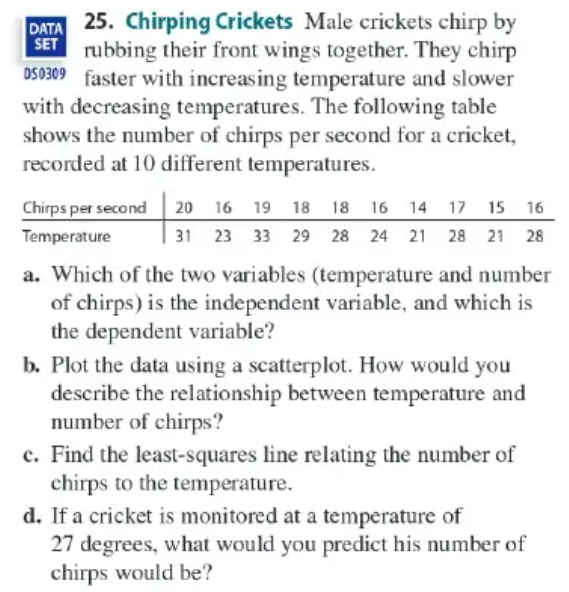 DATA
SET
DS0309
25. Chirping Crickets Male crickets chirp by
rubbing their front wings together. They chirp
faster with increasing temperature and slower
with decreasing temperatures. The following table
shows the number of chirps per second for a cricket,
recorded at 10 different temperatures.
Chirps per second 20 16 19 18 18 16 14 17 15 16
Temperature 31 23 33 29 28 24 21 28 21 28
a. Which of the two variables (temperature and number
of chirps) is the independent variable, and which is
the dependent variable?
b. Plot the data using a scatterplot. How would you
describe the relationship between temperature and
number of chirps?
c. Find the least-squares line relating the number of
chirps to the temperature.
d. If a cricket is monitored at a temperature of
27 degrees, what would you predict his number of
chirps would be?